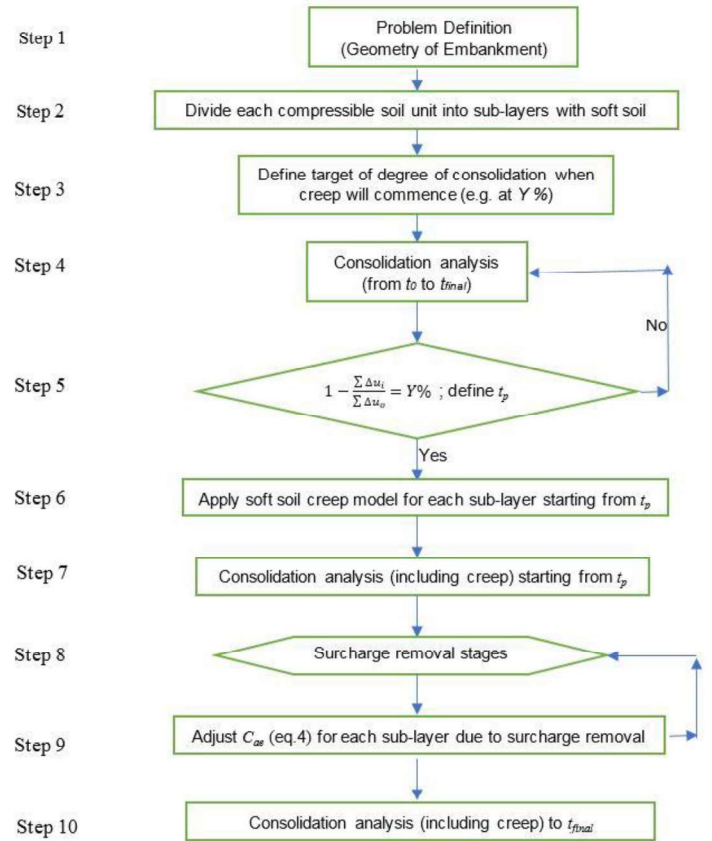 Step 1
Problem Definition
(Geometry of Embankment)
Step 2
Divide each compressible soil unit into sub-layers with soft soil
Step 3
Define target of degree of consolidation when
creep will commence (e.g. at Y %)
Step 4
Consolidation analysis
(from t0 to tfinal)
No
Step 5
1 − ∑ Δui / ∑ Δuo = Y% ; define tp
Yes
Step 6
Apply soft soil creep model for each sub-layer starting from tp
Step 7
Consolidation analysis (including creep) starting from tp
Step 8
Surcharge removal stages
Step 9
Adjust Cαe (eq.4) for each sub-layer due to surcharge removal
Step 10
Consolidation analysis (including creep) to tfinal